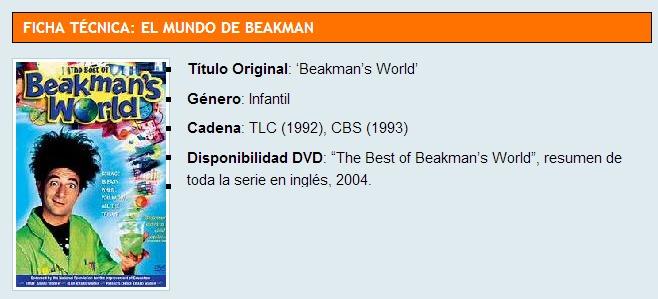 FICHA TÉCNICA: EL MUNDO DE BEAKMAN
The Best of
Beakman's
World
Título Original: ‘Beakman’s World’
Género: Infantil
Cadena: TLC (1992), CBS (1993)
Disponibilidad DVD: “The Best of Beakman’s World”, resumen de
toda la serie en inglés, 2004.